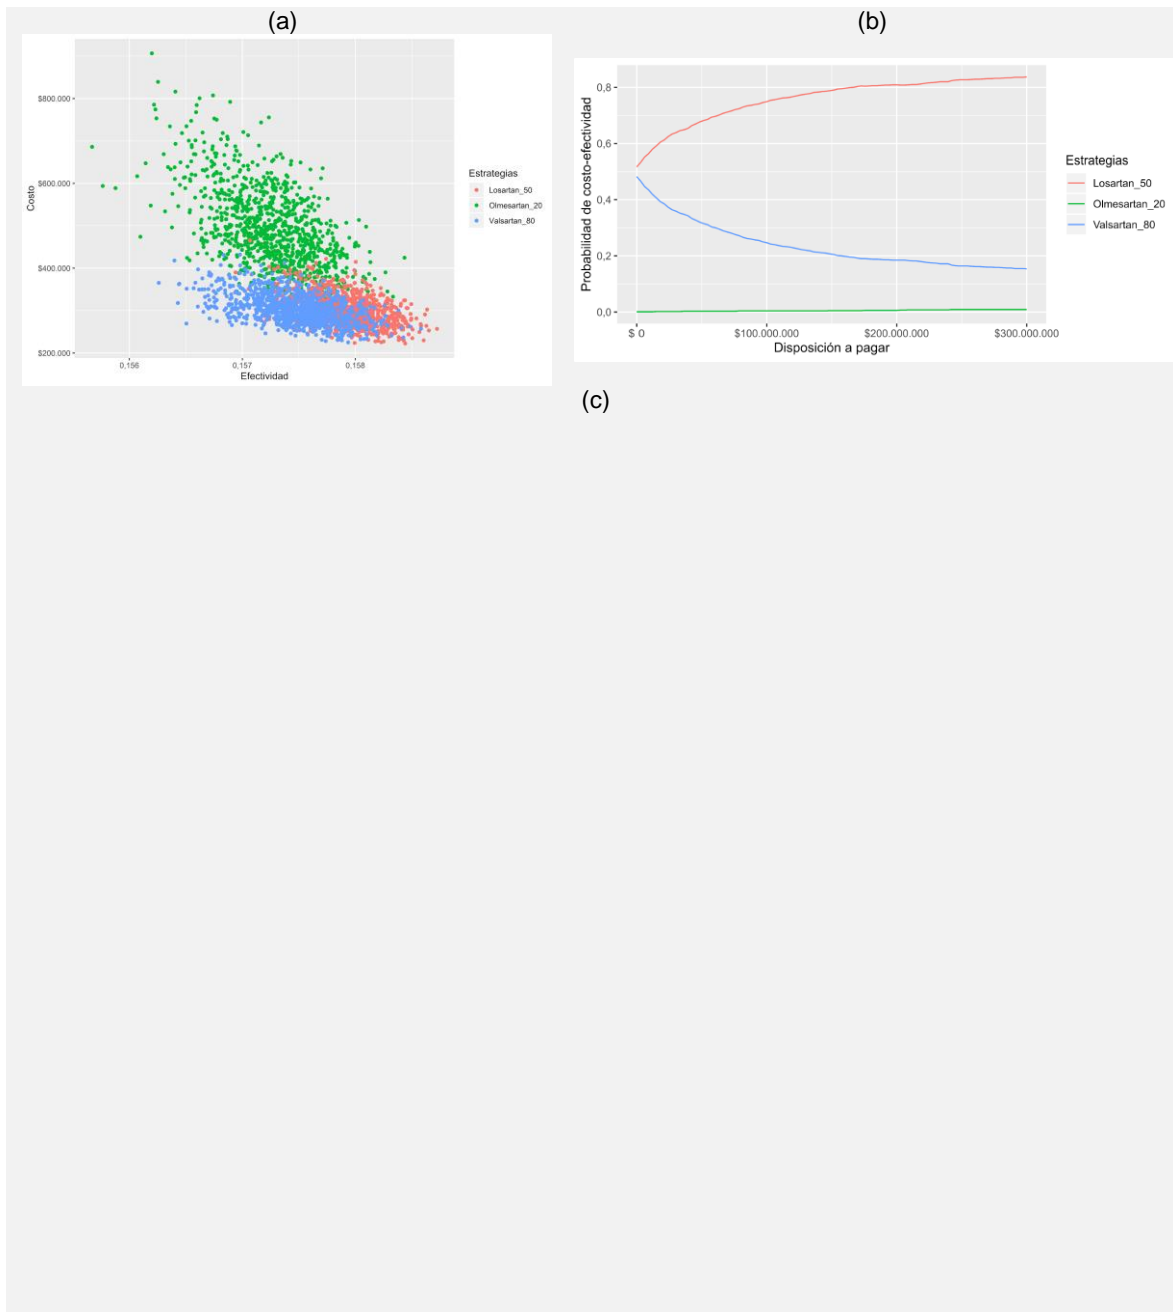 (a)
Costo
$800.000
$600.000
$400.000
$200.000
0,156
0,157
0,158
Efectividad
Estrategias
Losartan_50
Olmesartan_20
Valsartan_80
(b)
Probabilidad de costo-efectividad
0,8
0,6
0,4
0,2
0,0
$ 0
$100.000.000
$200.000.000
$300.000.000
Disposición a pagar
Estrategias
Losartan_50
Olmesartan_20
Valsartan_80
(c)